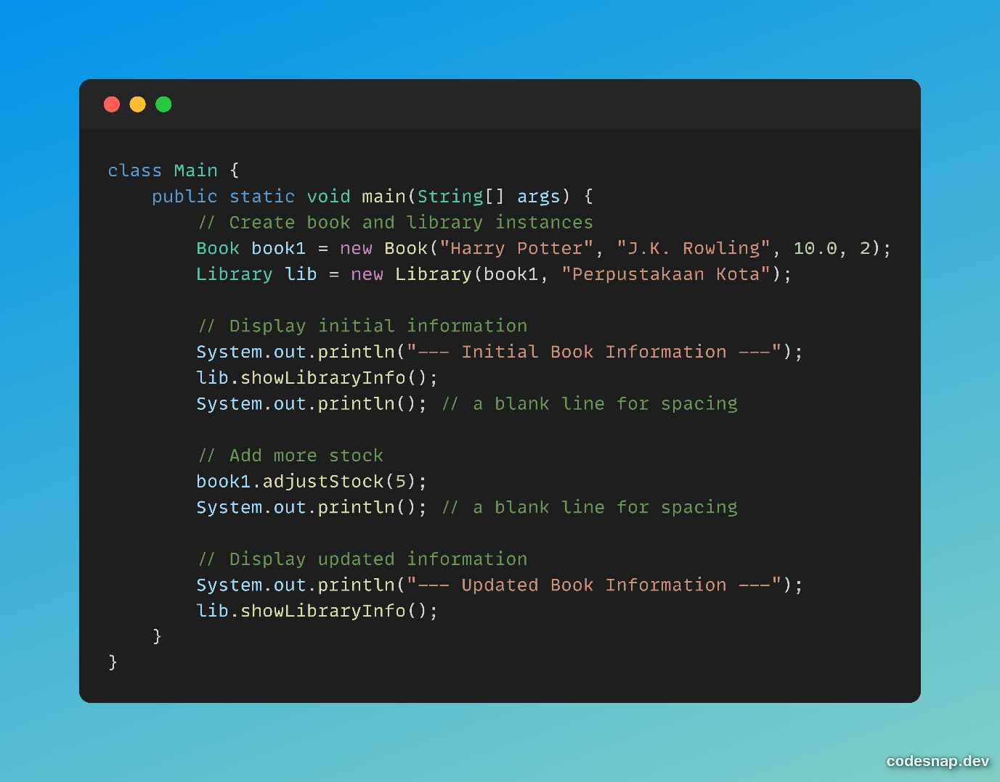 class Main {
    public static void main(String[] args) {
        // Create book and library instances
        Book book1 = new Book("Harry Potter", "J.K. Rowling", 10.0, 2);
        Library lib = new Library(book1, "Perpustakaan Kota");

        // Display initial information
        System.out.println("--- Initial Book Information ---");
        lib.showLibraryInfo();
        System.out.println(); // a blank line for spacing

        // Add more stock
        book1.adjustStock(5);
        System.out.println(); // a blank line for spacing

        // Display updated information
        System.out.println("--- Updated Book Information ---");
        lib.showLibraryInfo();
    }
}
codesnap.dev